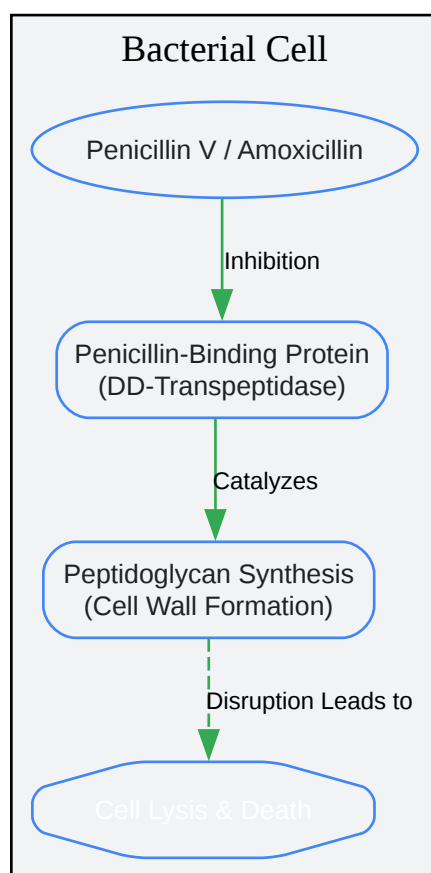 Bacterial Cell
Penicillin V / Amoxicillin
Inhibition
Penicillin-Binding Protein
(DD-Transpeptidase)
Catalyzes
Peptidoglycan Synthesis
(Cell Wall Formation)
Disruption Leads to
Cell Lysis & Death